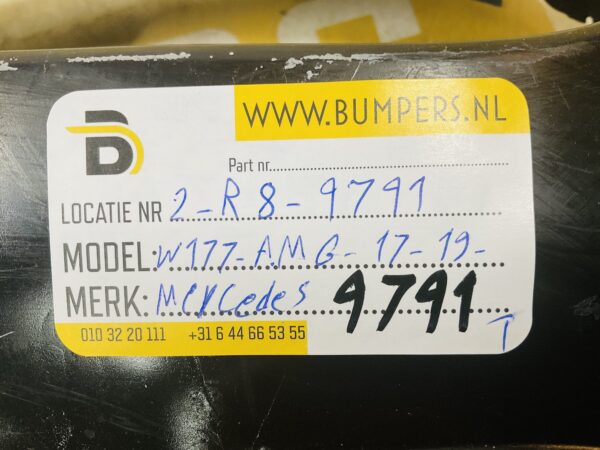 WWW.BUMPERS.NL
B
Part nr.
LOCATIE NR 2-R8-9791
MODEL: W177-AMG-17-19-
MERK: Mercedes 9791 T
010 32 20 111 +31 6 44 66 53 55